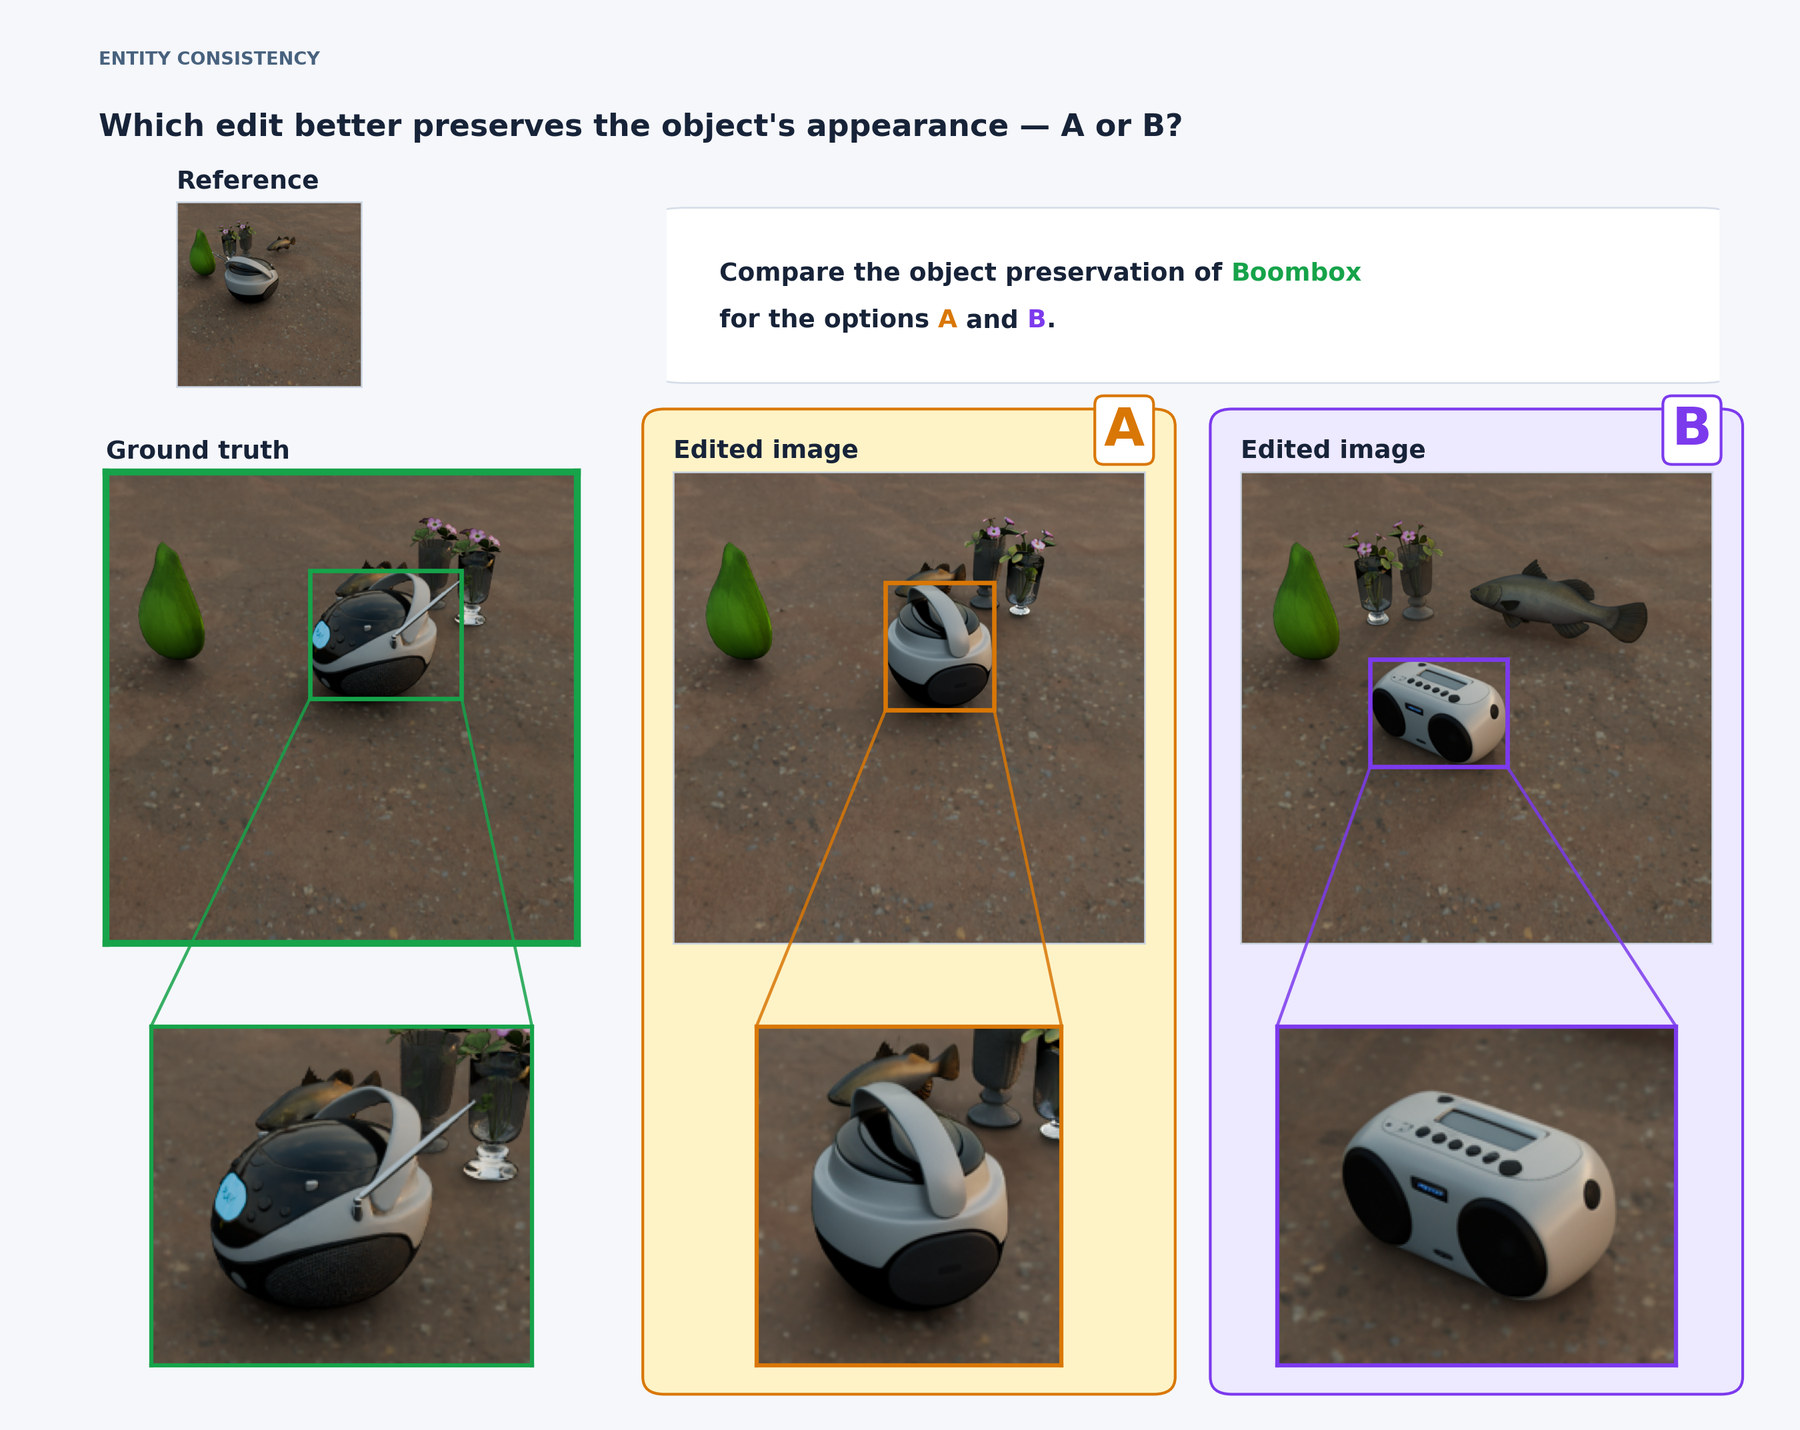 ENTITY CONSISTENCY
Which edit better preserves the object's appearance — A or B?
Reference
Compare the object preservation of Boombox
for the options A and B.
Ground truth
Edited image
A
Edited image
B